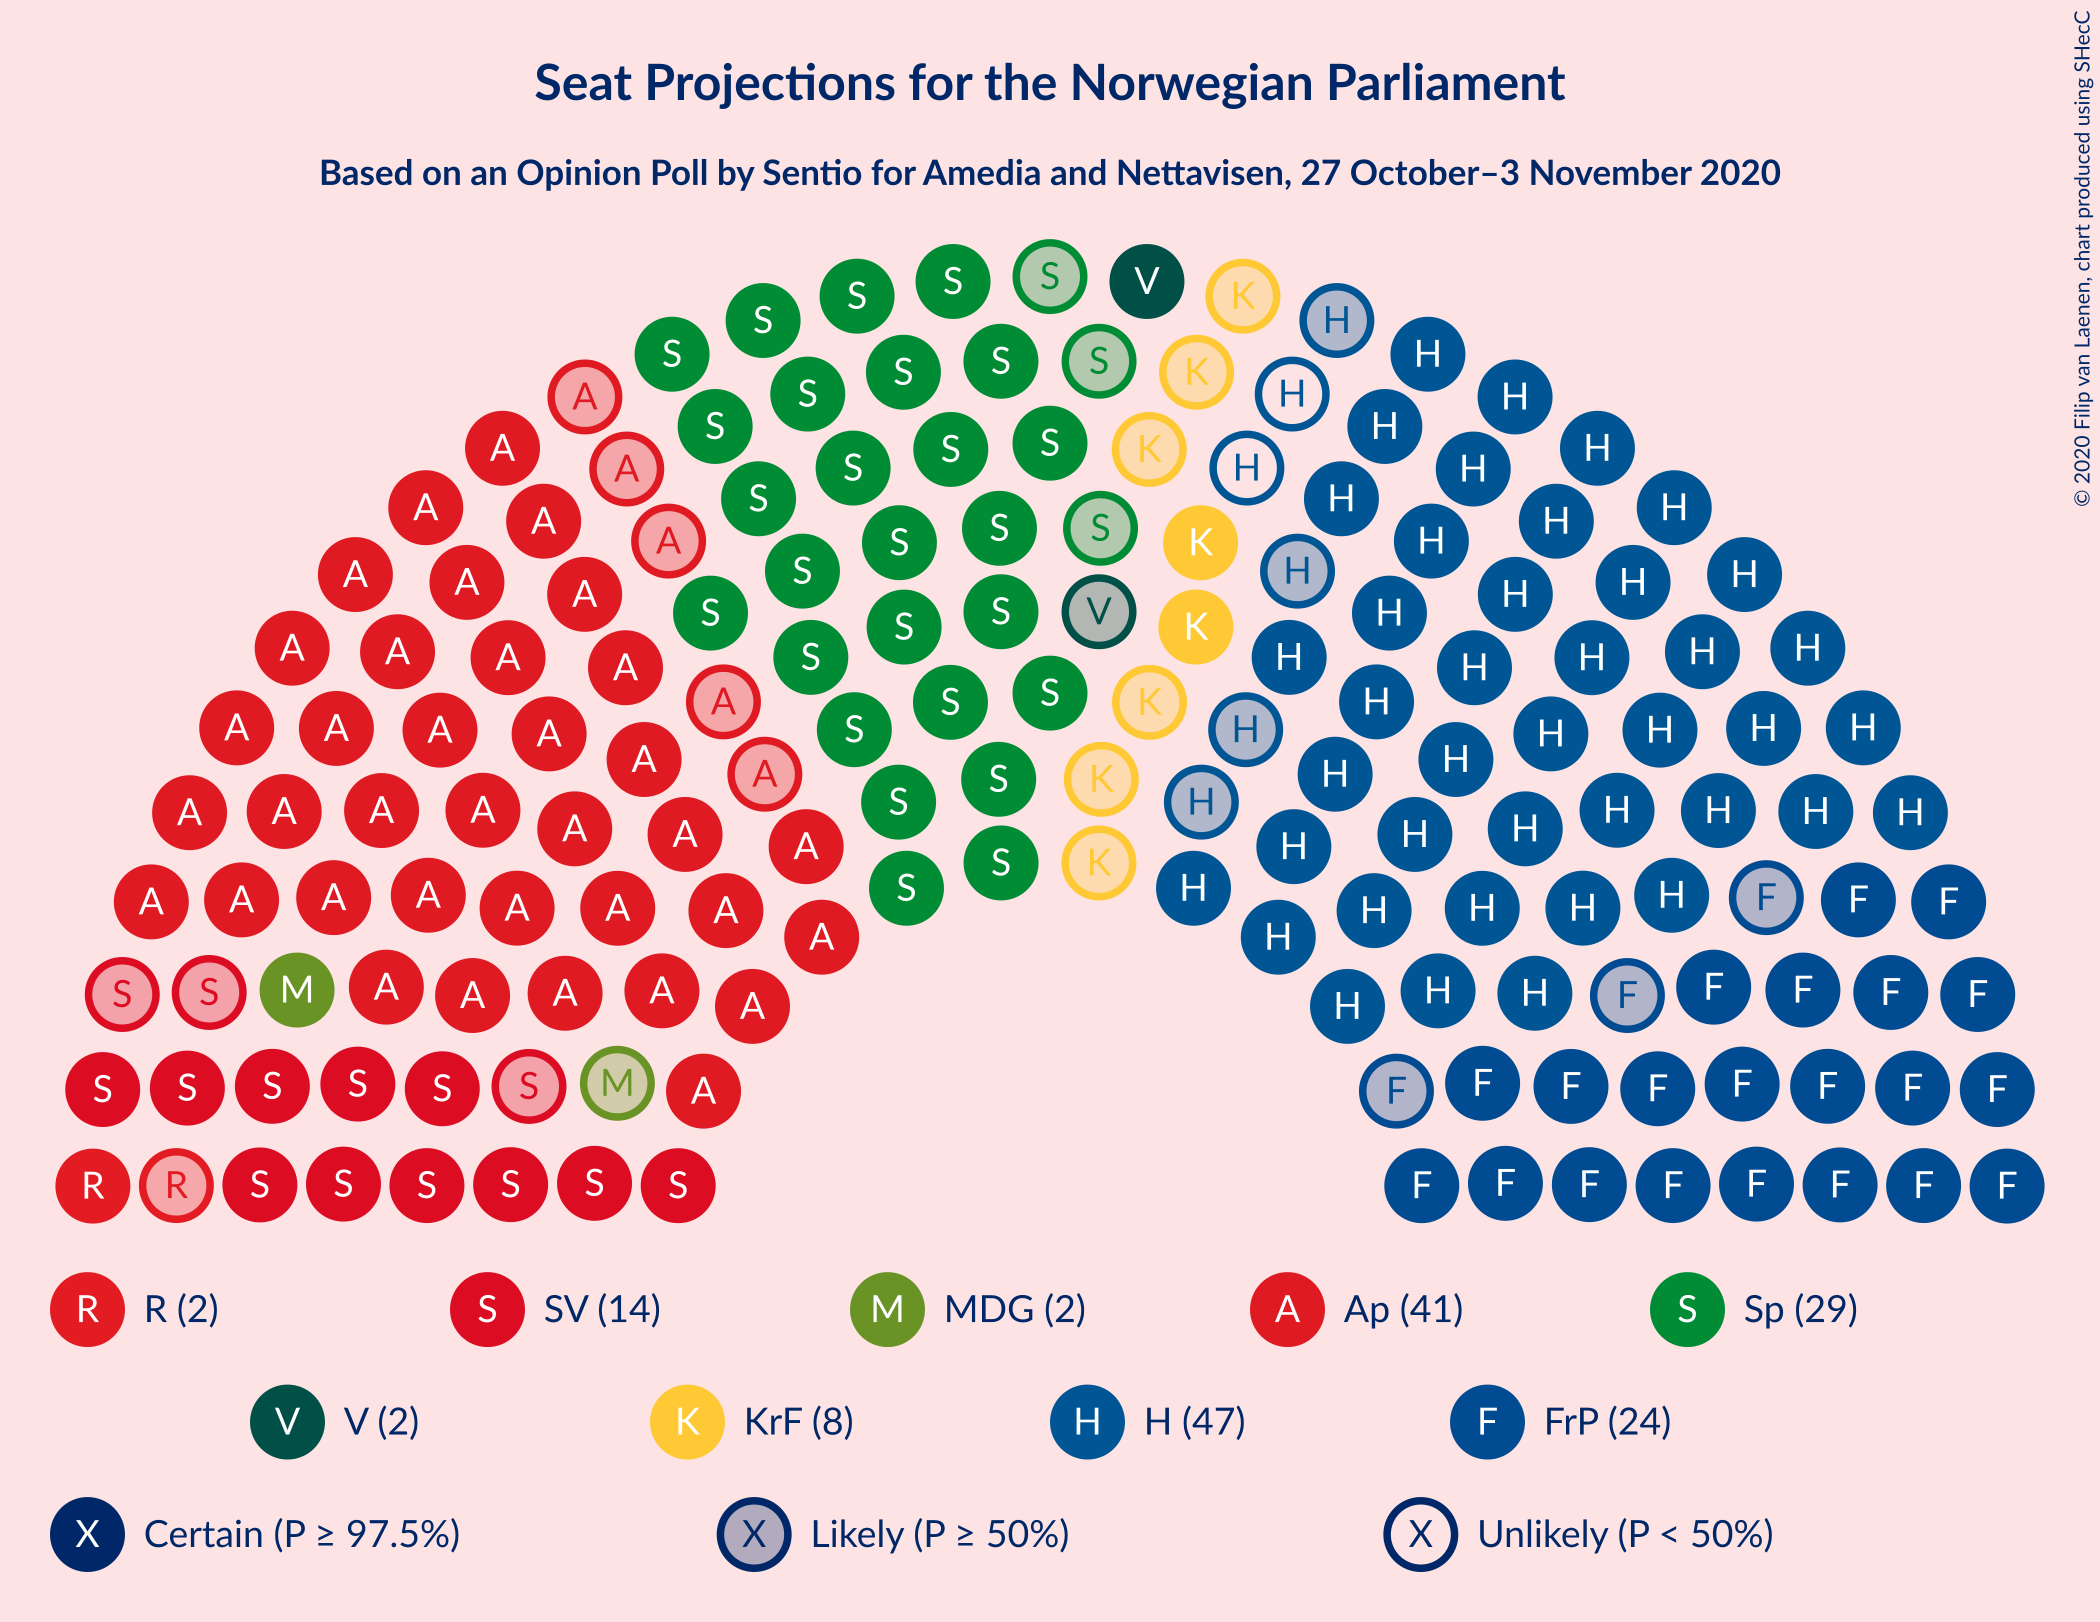 Seat Projections for the Norwegian Parliament
Based on an Opinion Poll by Sentio for Amedia and Nettavisen, 27 October–3 November 2020
© 2020 Filip van Laenen, chart produced using SHecC
R R (2) S SV (14) M MDG (2) A Ap (41) S Sp (29)
V V (2) K KrF (8) H H (47) F FrP (24)
X Certain (P ≥ 97.5%) X Likely (P ≥ 50%) X Unlikely (P < 50%)